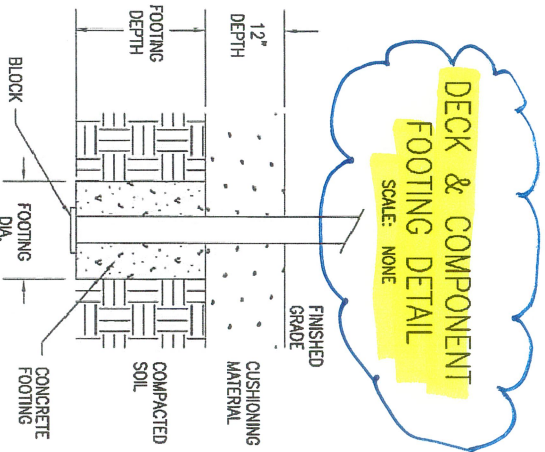 DECK & COMPONENT
FOOTING DETAIL
SCALE: NONE
12"
DEPTH
FOOTING
DEPTH
FINISHED
GRADE
CUSHIONING
MATERIAL
COMPACTED
SOIL
CONCRETE
FOOTING
BLOCK
FOOTING
DIA.